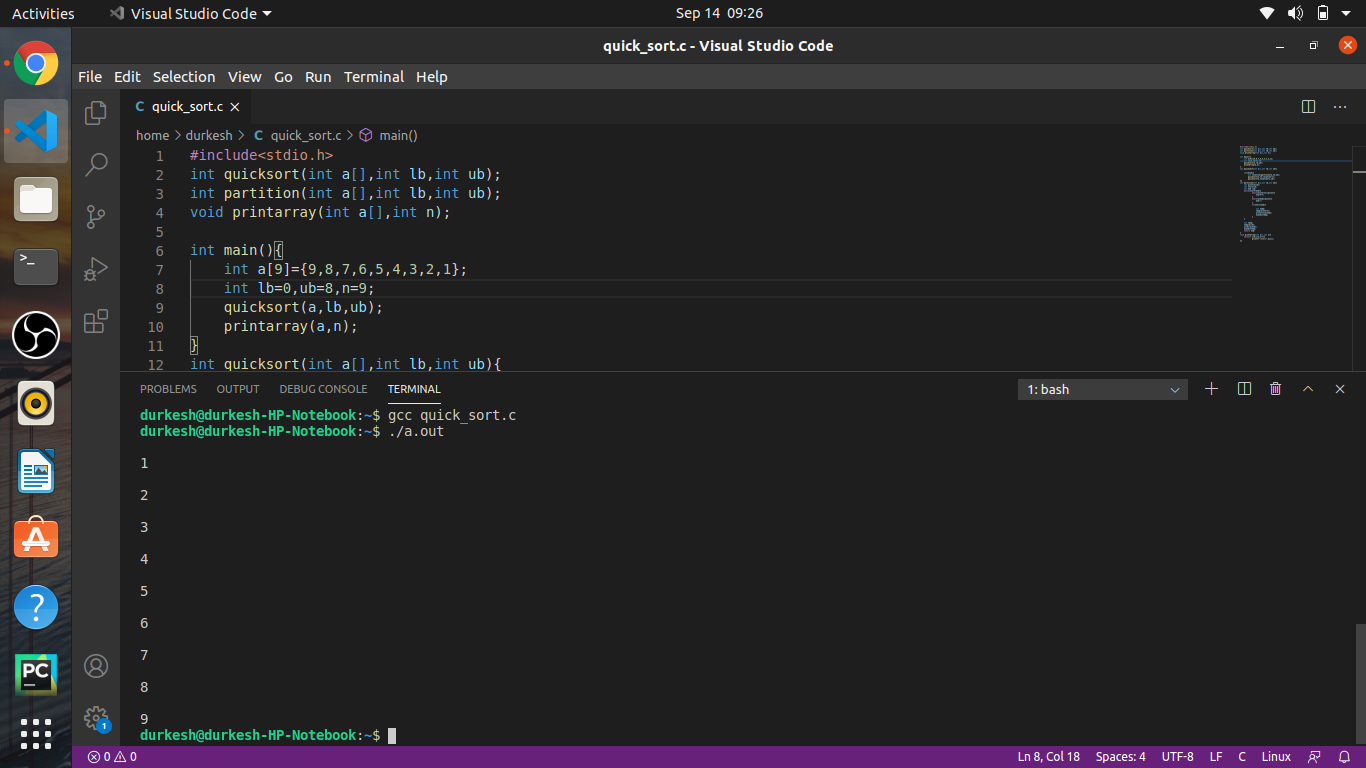 Activities Visual Studio Code Sep 14 09:26
quick_sort.c - Visual Studio Code
File Edit Selection View Go Run Terminal Help
C quick_sort.c
home > durkesh > C quick_sort.c > main()
1 #include<stdio.h>
2 int quicksort(int a[],int lb,int ub);
3 int partition(int a[],int lb,int ub);
4 void printarray(int a[],int n);
5
6 int main(){
7 int a[9]={9,8,7,6,5,4,3,2,1};
8 int lb=0,ub=8,n=9;
9 quicksort(a,lb,ub);
10 printarray(a,n);
11 }
12 int quicksort(int a[],int lb,int ub){
PROBLEMS OUTPUT DEBUG CONSOLE TERMINAL 1: bash
durkesh@durkesh-HP-Notebook:~$ gcc quick_sort.c
durkesh@durkesh-HP-Notebook:~$ ./a.out
1
2
3
4
5
6
7
8
9
durkesh@durkesh-HP-Notebook:~$
>_
?
PC
1
0 0 Ln 8, Col 18 Spaces: 4 UTF-8 LF C Linux